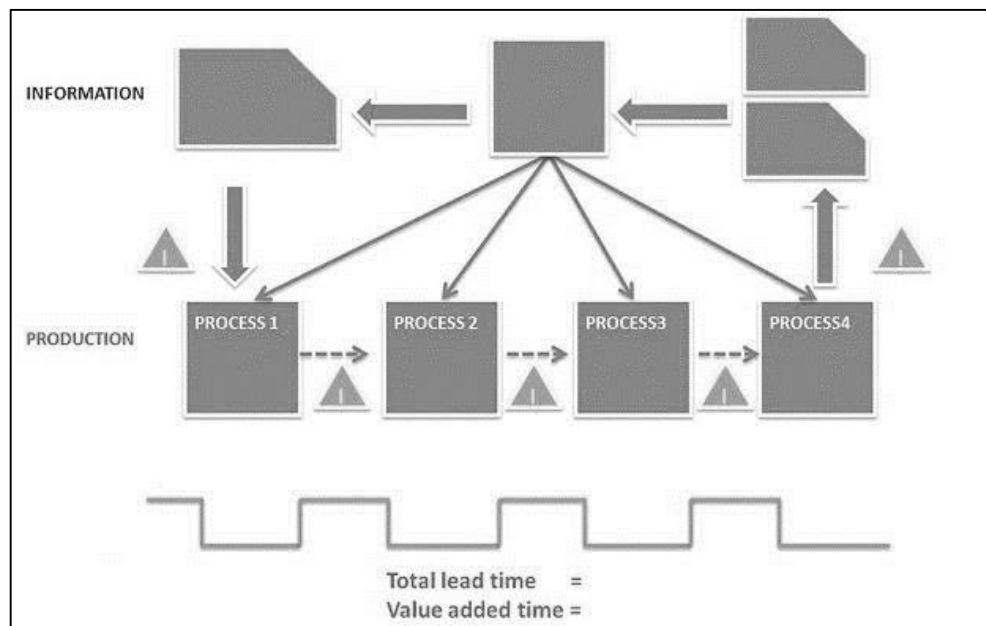 INFORMATION
I
I
PRODUCTION
PROCESS 1
PROCESS 2
PROCESS3
PROCESS4
I
I
I
Total lead time =
Value added time =